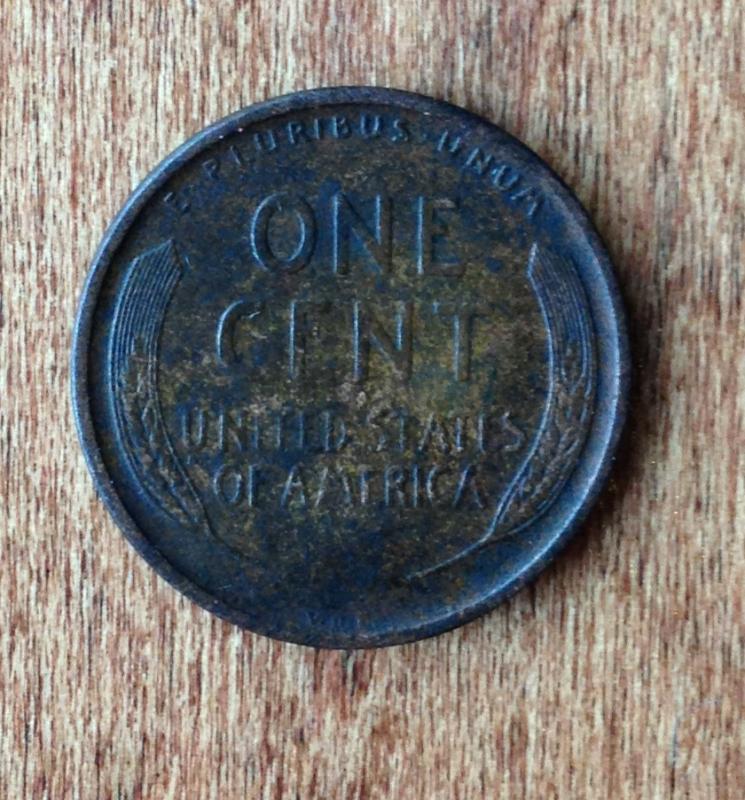 E·PLURIBUS·UNUM
ONE
CENT
UNITED·STATES
OF AMERICA